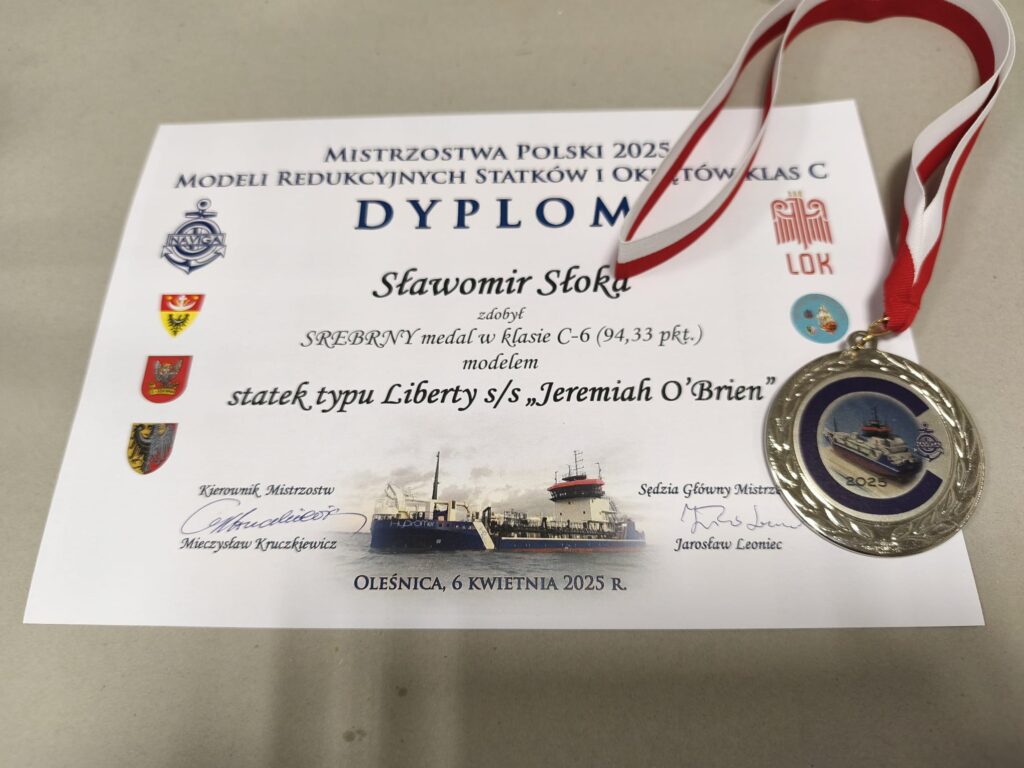 Mistrzostwa Polski 2025
Modeli Redukcyjnych Statków i Okrętów klas C
DYPLOM
NAVIGA
LOK
Sławomir Słoka
zdobył
SREBRNY medal w klasie C-6 (94,33 pkt.)
modelem
statek typu Liberty s/s „Jeremiah O’Brien”
Kierownik Mistrzostw
Mieczysław Kruczkiewicz
Sędzia Główny Mistrz
Jarosław Leoniec
Oleśnica, 6 kwietnia 2025 r.
C
2025